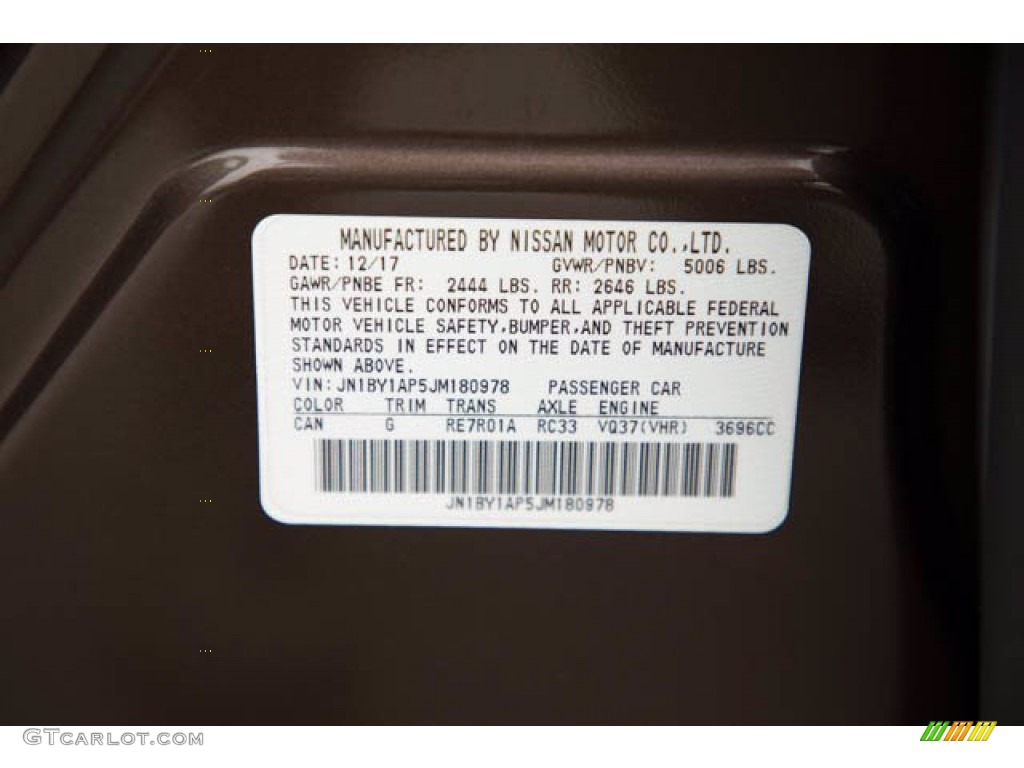 MANUFACTURED BY NISSAN MOTOR CO.,LTD.
DATE: 12/17 GVWR/PNBV: 5006 LBS.
GAWR/PNBE FR: 2444 LBS. RR: 2646 LBS.
THIS VEHICLE CONFORMS TO ALL APPLICABLE FEDERAL
MOTOR VEHICLE SAFETY,BUMPER,AND THEFT PREVENTION
STANDARDS IN EFFECT ON THE DATE OF MANUFACTURE
SHOWN ABOVE.
VIN: JN1BY1AP5JM180978 PASSENGER CAR
COLOR TRIM TRANS AXLE ENGINE
CAN G RE7R01A RC33 VQ37(VHR) 3696CC
JN1BY1AP5JM180978
GTCarLot.com